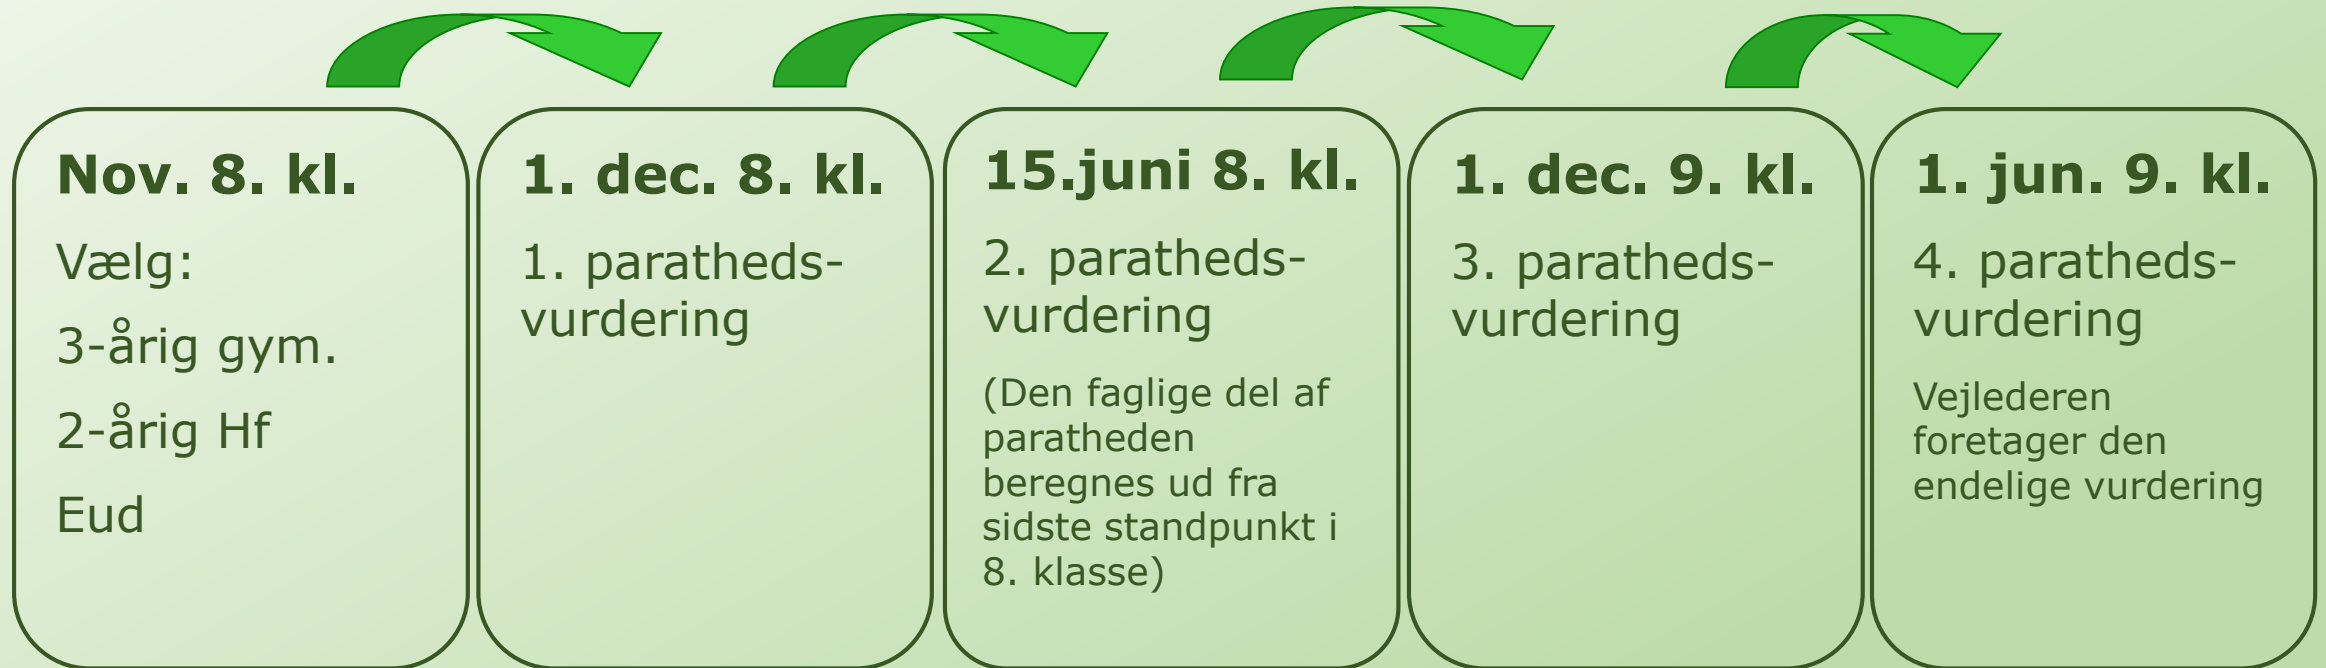 Nov. 8. kl.
Vælg:
3-årig gym.
2-årig Hf
Eud
1. dec. 8. kl.
1. paratheds-
vurdering
15.juni 8. kl.
2. paratheds-
vurdering
(Den faglige del af
paratheden
beregnes ud fra
sidste standpunkt i
8. klasse)
1. dec. 9. kl.
3. paratheds-
vurdering
1. jun. 9. kl.
4. paratheds-
vurdering
Vejlederen
foretager den
endelige vurdering